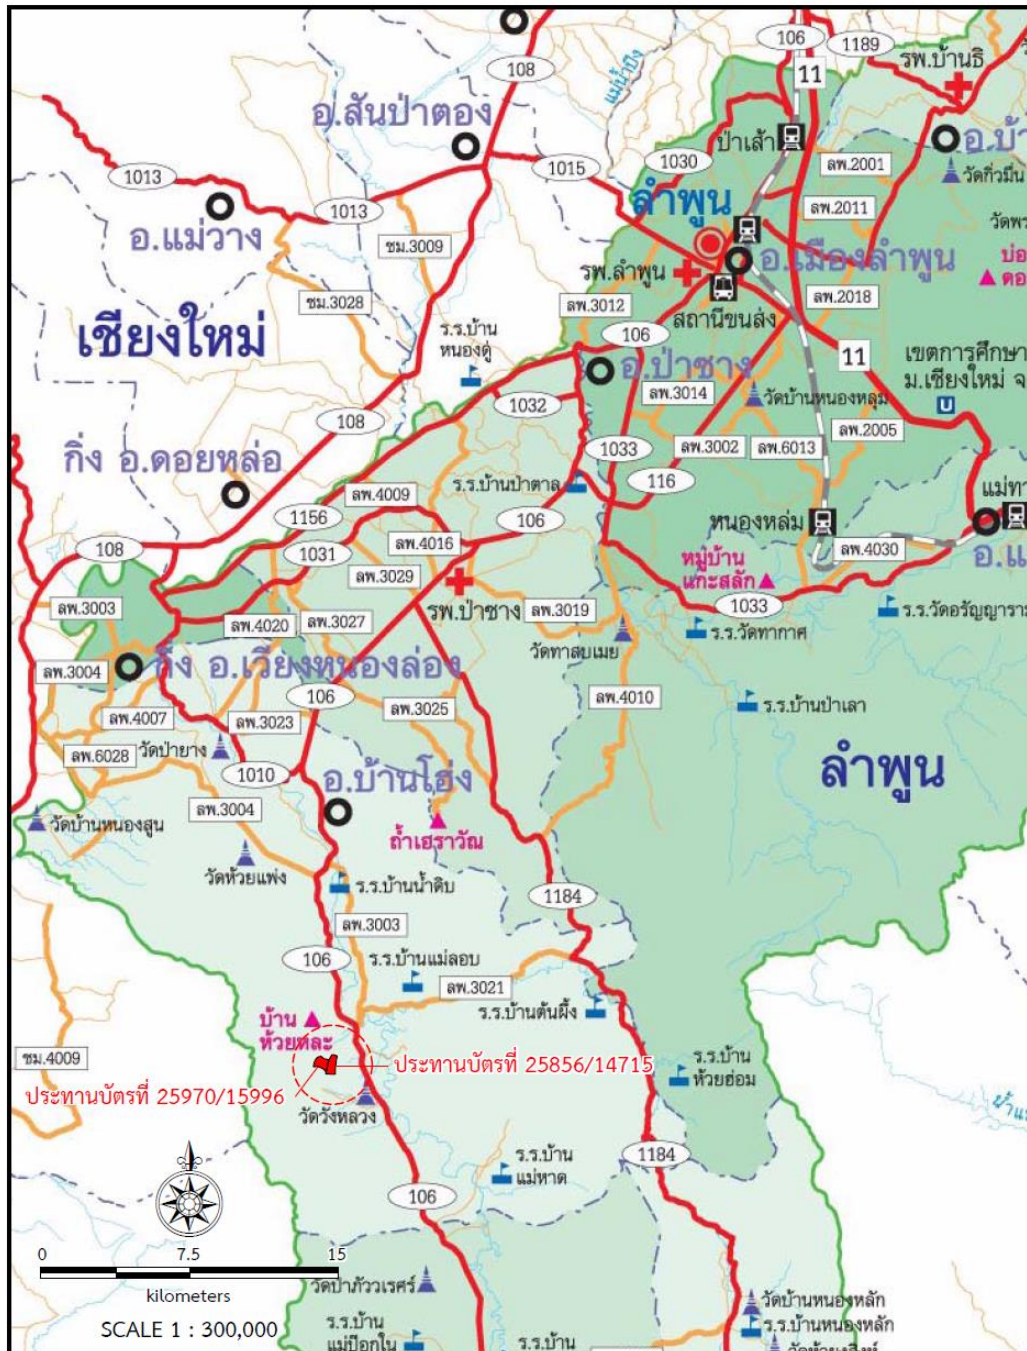 108
106
1189
รพ.บ้านธิ
แม่น้ำปิง
11
อ.สันป่าตอง
ป่าเส้า
อ.บ้า
1013
1015
1030
ลพ.2001
วัดกิ่วมื่น
1013
ลำพูน
ลพ.2011
อ.แม่วาง
ชม.3009
วัดพร
อ.เมืองลำพูน
บ่อ
รพ.ลำพูน
ดอ
ชม.3028
ลพ.3012
ลพ.2018
สถานีขนส่ง
เชียงใหม่
ร.ร.บ้าน
หนองดู่
106
11
เขตการศึกษา
อ.ป่าซาง
ม.เชียงใหม่ จ.
ลพ.3014
วัดบ้านหนองหลุม
1032
108
ลพ.2005
กิ่ง อ.ดอยหล่อ
1033
ลพ.3002
ลพ.6013
ร.ร.บ้านป่าตาล
116
ลพ.4009
แม่ทา
1156
106
หนองหล่ม
108
1031
ลพ.4016
ลพ.4030
อ.แ
หมู่บ้าน
แกะสลัก
ลพ.3029
รพ.ป่าซาง
ลพ.3003
1033
ร.ร.วัดอรัญญารา
ลพ.3019
ลพ.4020
ลพ.3027
ร.ร.วัดทากาศ
วัดทาสบเมย
กิ่ง อ.เวียงหนองล่อง
ลพ.3004
106
ลพ.4010
ร.ร.บ้านป่าเลา
ลพ.4007
ลพ.3023
ลพ.3025
วัดป่ายาง
ลพ.6028
ลำพูน
1010
อ.บ้านโฮ่ง
ลพ.3004
วัดบ้านหนองสูน
ถ้ำเฮราวัณ
วัดห้วยแพ่ง
ร.ร.บ้านน้ำดิบ
1184
ลพ.3003
106
ร.ร.บ้านแม่ลอบ
ลพ.3021
ร.ร.บ้านต้นผึ้ง
บ้าน
ห้วยหละ
ชม.4009
ร.ร.บ้าน
ห้วยฮ่อม
ประทานบัตรที่ 25856/14715
ประทานบัตรที่ 25970/15996
วัดวังหลวง
1184
ร.ร.บ้าน
แม่หาด
106
0 7.5 15
kilometers
SCALE 1 : 300,000
วัดป่าภัววเรศร์
วัดบ้านหนองหลัก
ร.ร.บ้าน
แม่ป๊อกใน
ร.ร.บ้านหนองหลัก
ร.ร.บ้าน